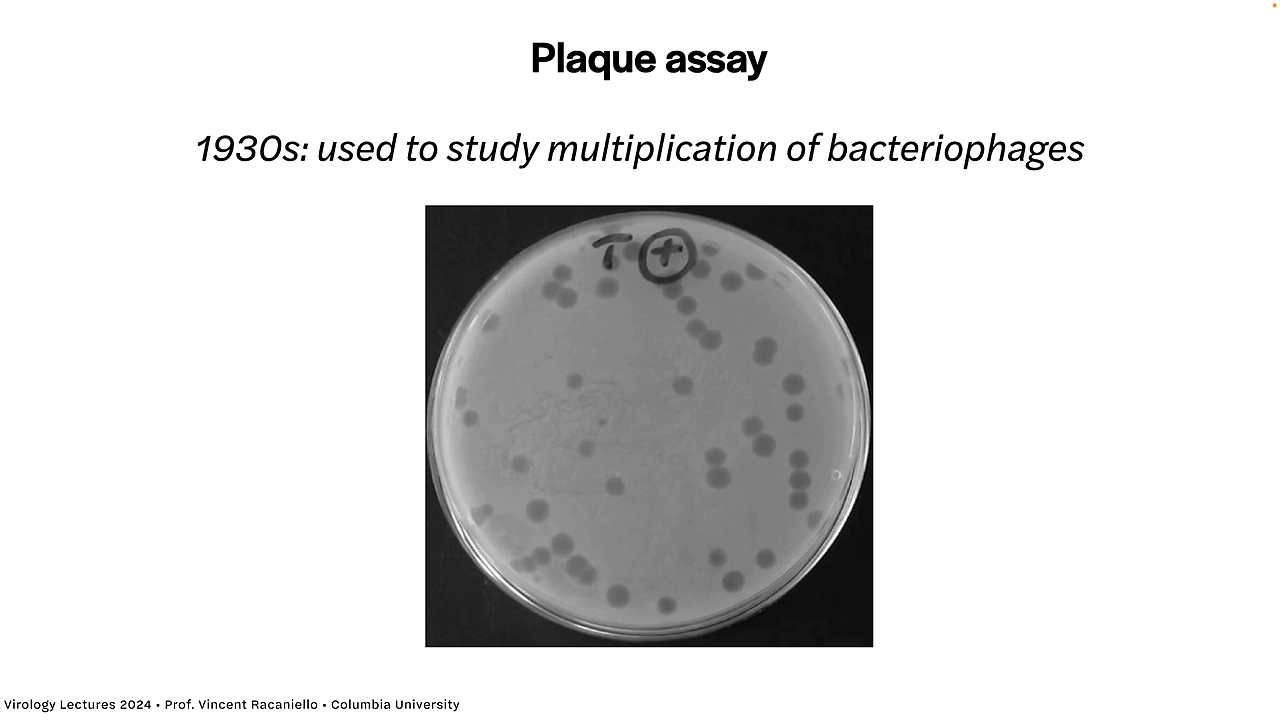 Plaque assay
1930s: used to study multiplication of bacteriophages
T +
Virology Lectures 2024 • Prof. Vincent Racaniello • Columbia University